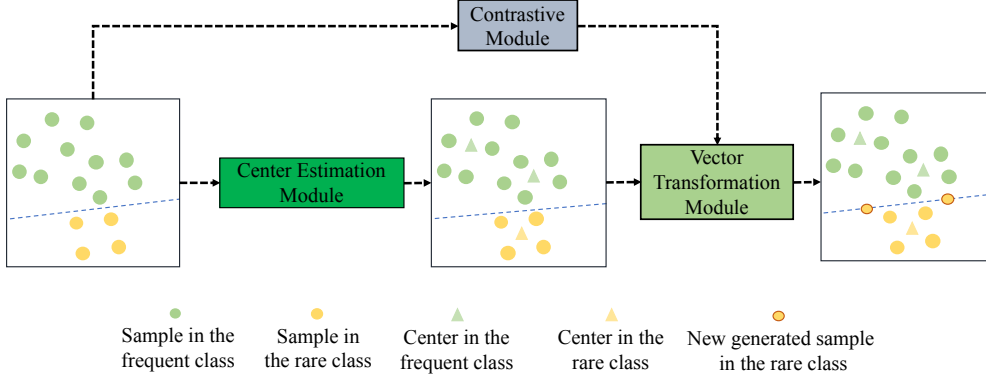 Contrastive
Module
Center Estimation
Module
Vector
Transformation
Module
Sample in the
frequent class
Sample in
the rare class
Center in the
frequent class
Center in the
rare class
New generated sample
in the rare class